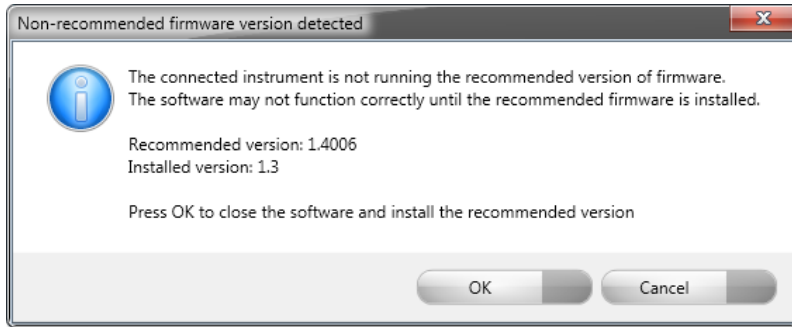 Non-recommended firmware version detected
The connected instrument is not running the recommended version of firmware.
The software may not function correctly until the recommended firmware is installed.
Recommended version: 1.4006
Installed version: 1.3
Press OK to close the software and install the recommended version
OK
Cancel